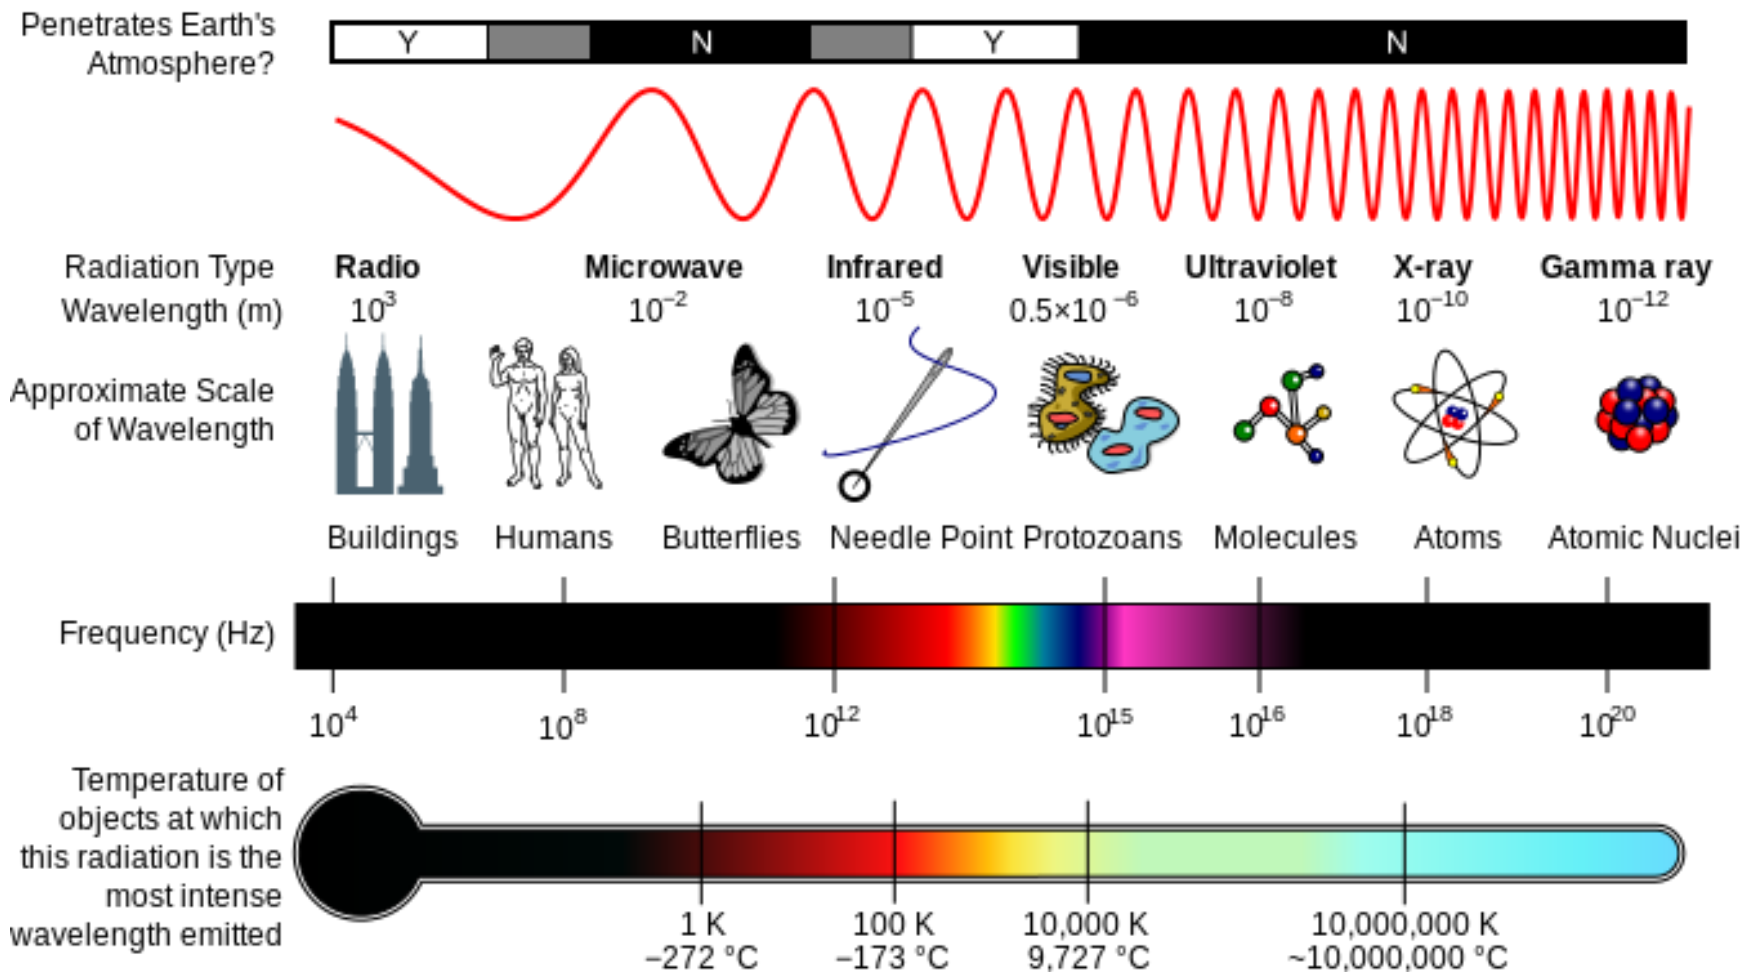 Penetrates Earth's
Atmosphere?
Y N Y N
Radiation Type Radio Microwave Infrared Visible Ultraviolet X-ray Gamma ray
Wavelength (m) 10³ 10⁻² 10⁻⁵ 0.5×10⁻⁶ 10⁻⁸ 10⁻¹⁰ 10⁻¹²
Approximate Scale
of Wavelength
Buildings Humans Butterflies Needle Point Protozoans Molecules Atoms Atomic Nuclei
Frequency (Hz)
10⁴ 10⁸ 10¹² 10¹⁵ 10¹⁶ 10¹⁸ 10²⁰
Temperature of
objects at which
this radiation is the
most intense
wavelength emitted
1 K 100 K 10,000 K 10,000,000 K
−272 °C −173 °C 9,727 °C ~10,000,000 °C